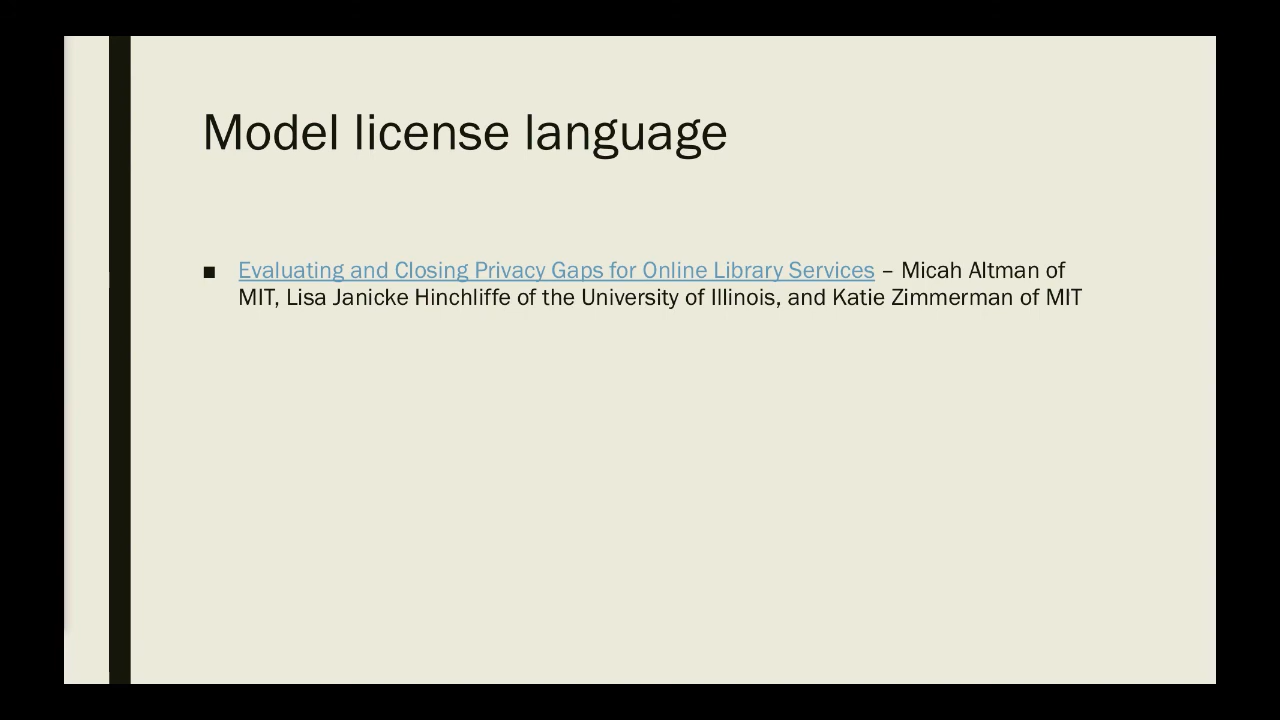 Model license language
■ Evaluating and Closing Privacy Gaps for Online Library Services – Micah Altman of
MIT, Lisa Janicke Hinchliffe of the University of Illinois, and Katie Zimmerman of MIT